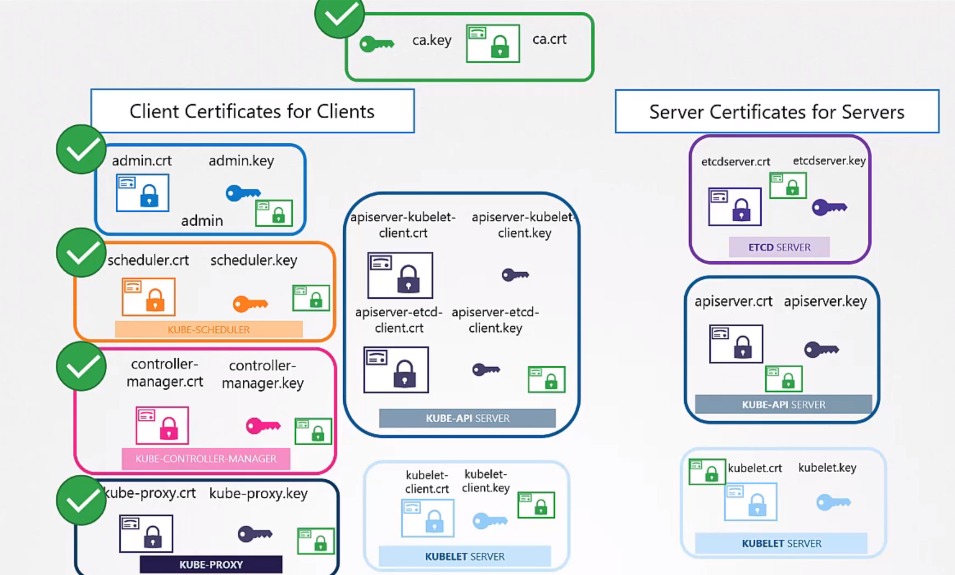 ca.key
ca.crt
Client Certificates for Clients
Server Certificates for Servers
admin.crt
admin.key
admin
scheduler.crt
scheduler.key
KUBE-SCHEDULER
controller-
manager.crt
controller-
manager.key
KUBE-CONTROLLER-MANAGER
kube-proxy.crt
kube-proxy.key
KUBE-PROXY
apiserver-kubelet-
client.crt
apiserver-kubelet-
client.key
apiserver-etcd-
client.crt
apiserver-etcd-
client.key
KUBE-API SERVER
kubelet-
client.crt
kubelet-
client.key
KUBELET SERVER
etcdserver.crt
etcdserver.key
ETCD SERVER
apiserver.crt
apiserver.key
KUBE-API SERVER
kubelet.crt
kubelet.key
KUBELET SERVER